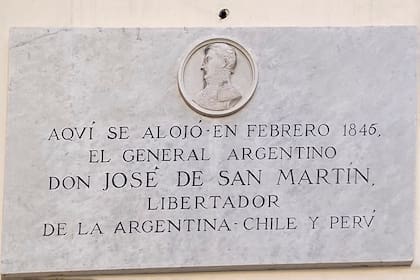 AQVÍ SE ALOJÓ-EN FEBRERO 1846,
EL GENERAL ARGENTINO
DON JOSÉ DE SAN MARTÍN,
LIBERTADOR
DE LA ARGENTINA-CHILE Y PERV́